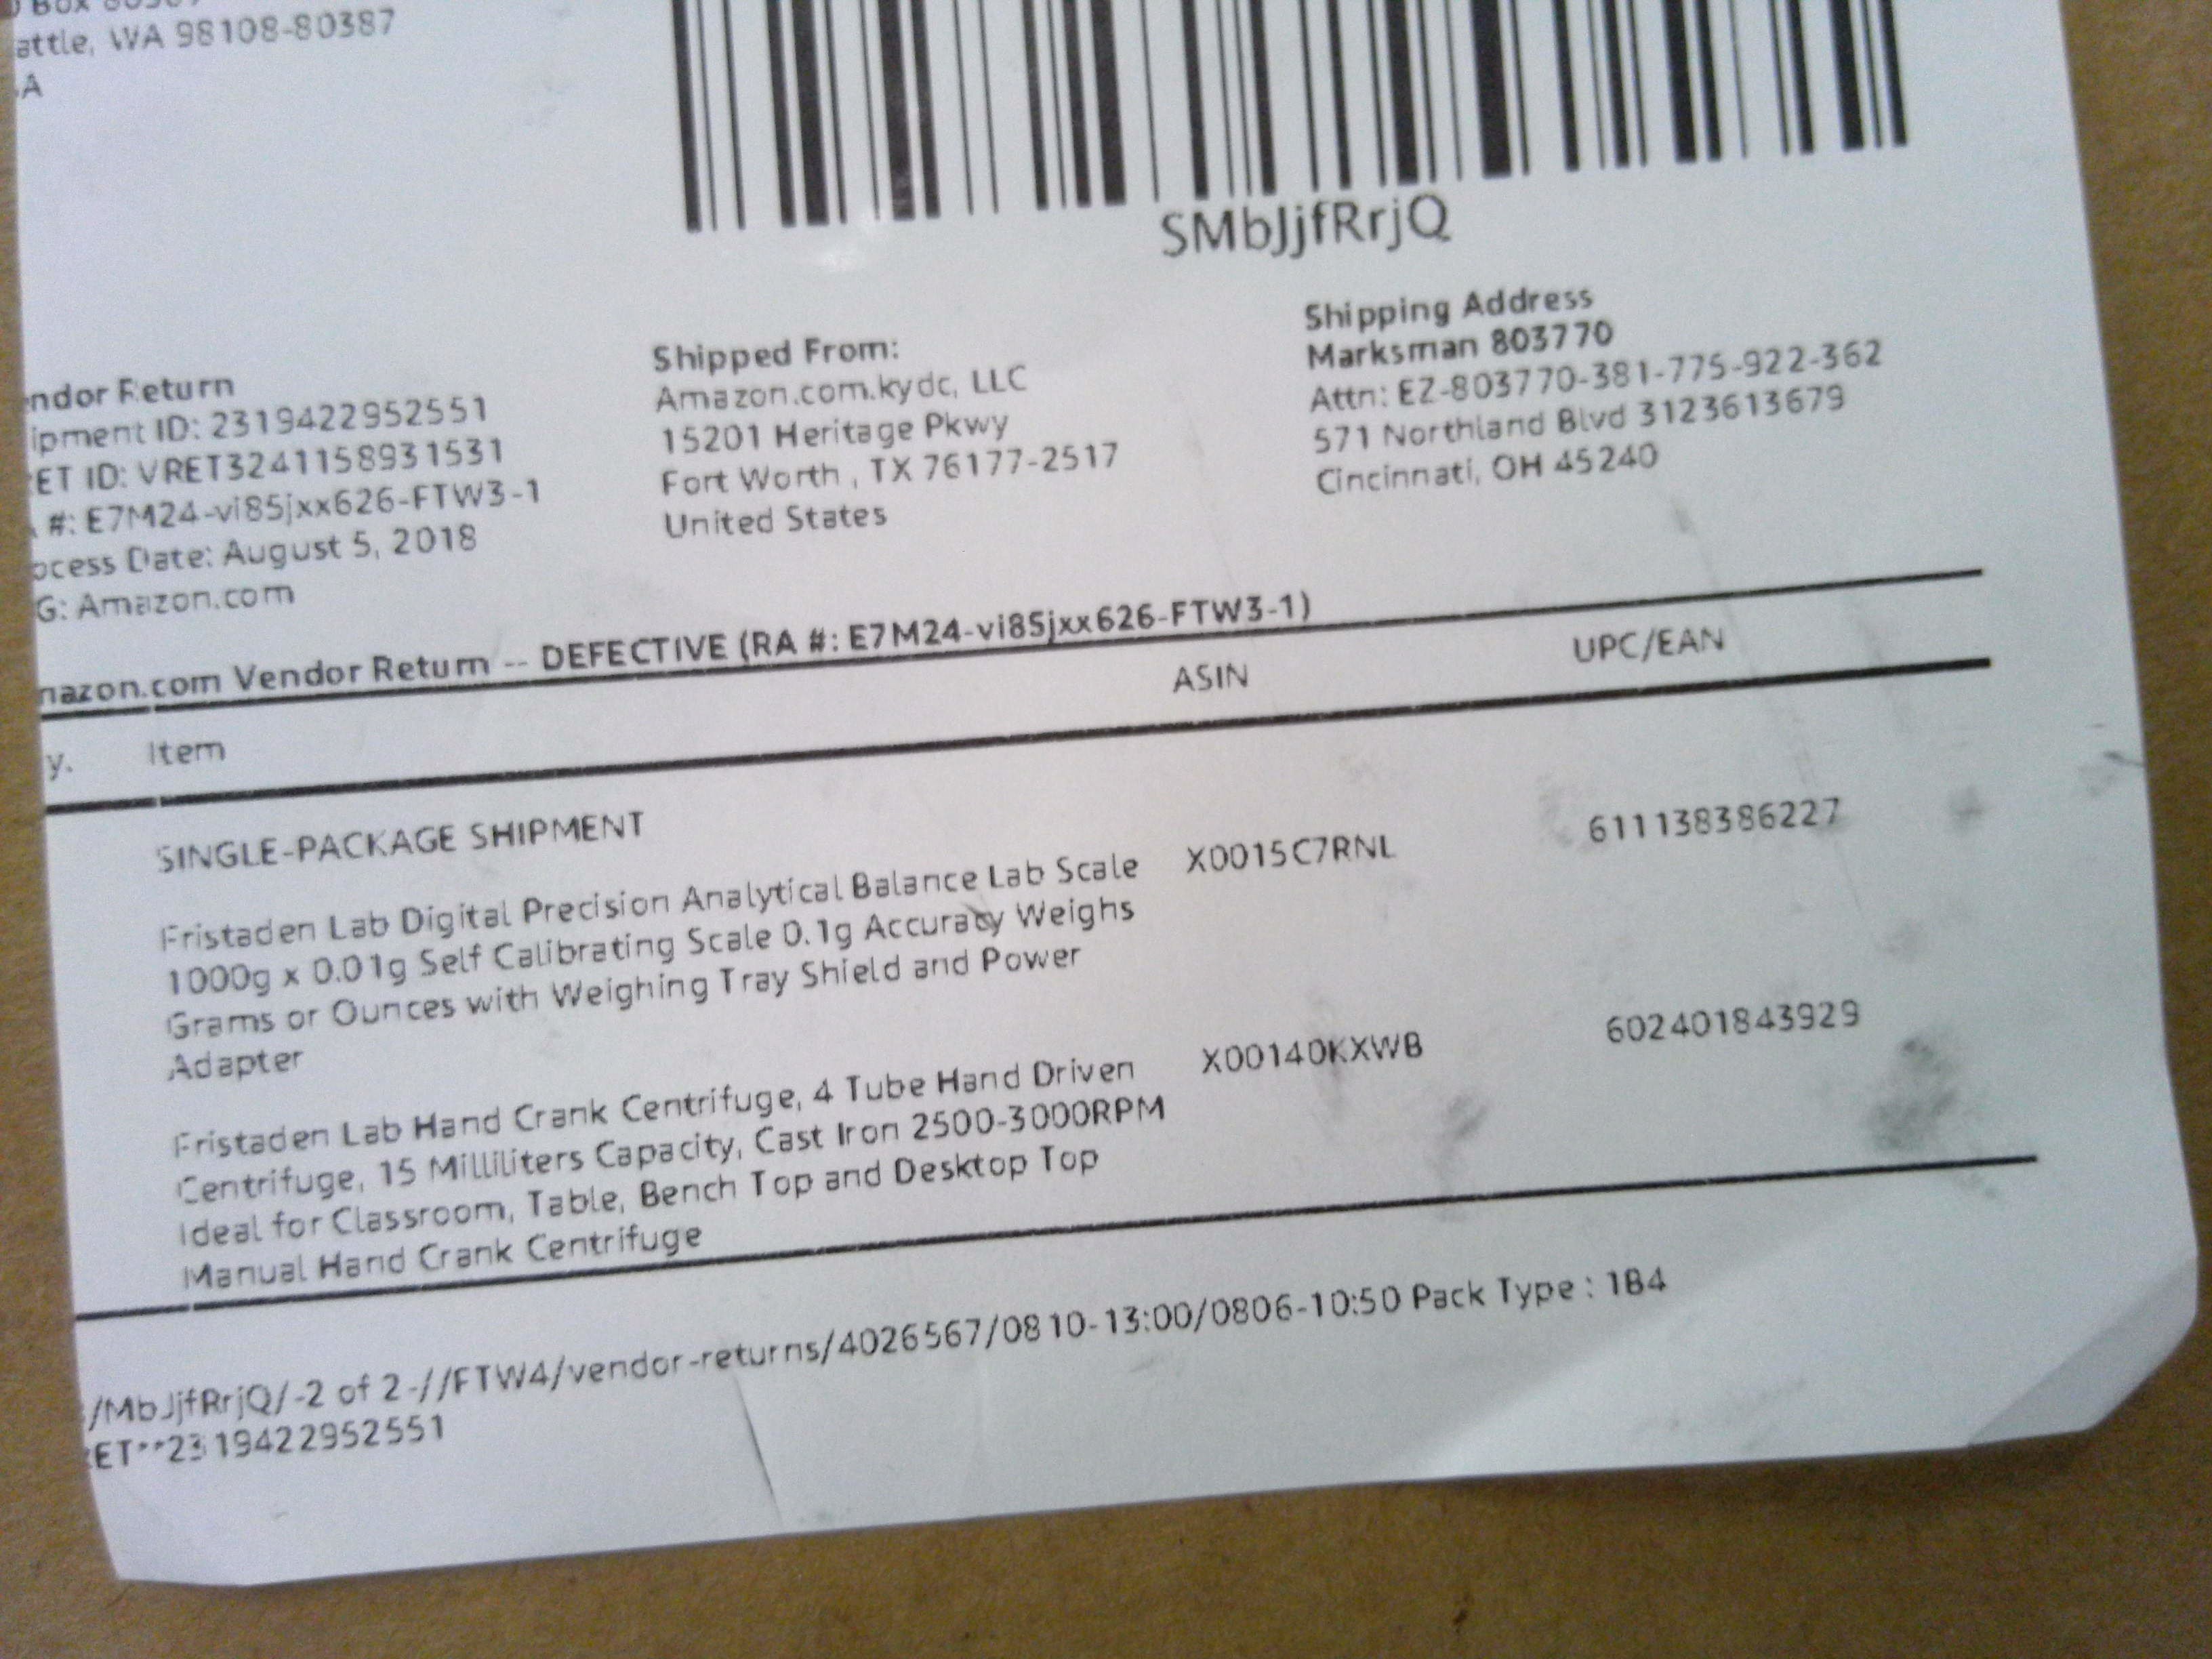 Box
attle, WA 98108-80387
A
SMbJjfRrjQ
ndor Return
ipment ID: 2319422952551
ET ID: VRET3241158931531
#: E7M24-vi85jxx626-FTW3-1
ocess Date: August 5, 2018
G: Amazon.com
Shipped From:
Amazon.com.kydc, LLC
15201 Heritage Pkwy
Fort Worth , TX 76177-2517
United States
Shipping Address
Marksman 803770
Attn: EZ-803770-381-775-922-362
571 Northland Blvd 3123613679
Cincinnati, OH 45240
nazon.com Vendor Return -- DEFECTIVE (RA #: E7M24-vi85jxx626-FTW3-1)
y. Item ASIN UPC/EAN
SINGLE-PACKAGE SHIPMENT
Fristaden Lab Digital Precision Analytical Balance Lab Scale X0015C7RNL 611138386227
1000g x 0.01g Self Calibrating Scale 0.1g Accuracy Weighs
Grams or Ounces with Weighing Tray Shield and Power
Adapter
Fristaden Lab Hand Crank Centrifuge, 4 Tube Hand Driven X00140KXWB 602401843929
Centrifuge, 15 Milliliters Capacity, Cast Iron 2500-3000RPM
Ideal for Classroom, Table, Bench Top and Desktop Top
Manual Hand Crank Centrifuge
/MbJjfRrjQ/-2 of 2-//FTW4/vendor-returns/4026567/0810-13:00/0806-10:50 Pack Type : 1B4
ET**2319422952551